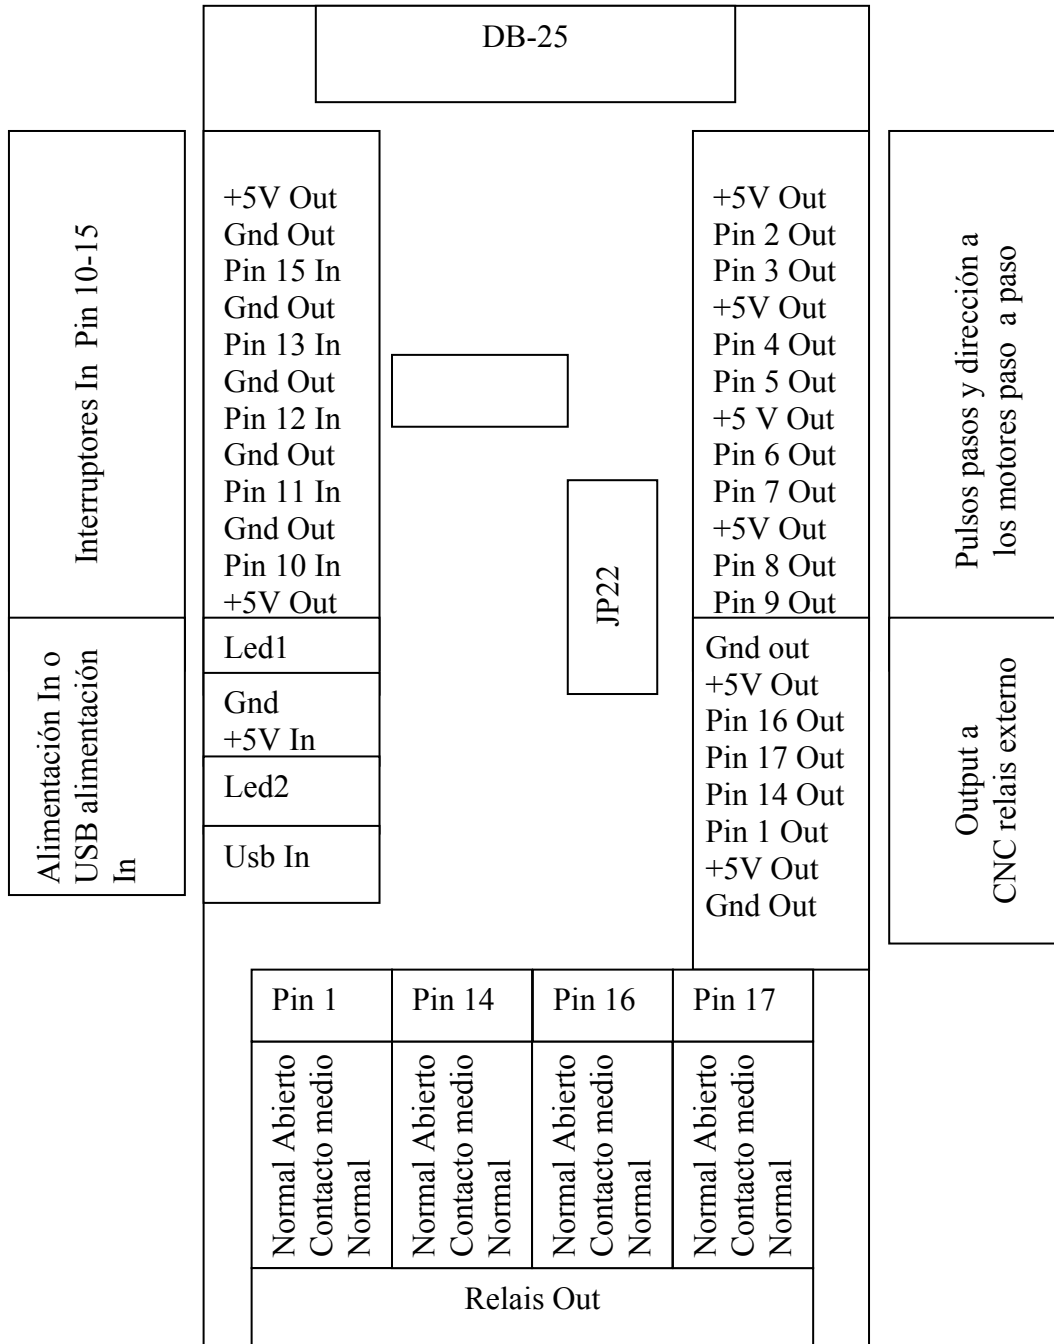 DB-25
Interruptores In  Pin 10-15
+5V Out
Gnd Out
Pin 15 In
Gnd Out
Pin 13 In
Gnd Out
Pin 12 In
Gnd Out
Pin 11 In
Gnd Out
Pin 10 In
+5V Out
Alimentación In o
USB alimentación
In
Led1
Gnd
+5V In
Led2
Usb In
JP22
+5V Out
Pin 2 Out
Pin 3 Out
+5V Out
Pin 4 Out
Pin 5 Out
+5 V Out
Pin 6 Out
Pin 7 Out
+5V Out
Pin 8 Out
Pin 9 Out
Pulsos pasos y dirección a
los motores paso  a paso
Gnd out
+5V Out
Pin 16 Out
Pin 17 Out
Pin 14 Out
Pin 1 Out
+5V Out
Gnd Out
Output a
CNC relais externo
Pin 1
Normal Abierto
Contacto medio
Normal
Pin 14
Normal Abierto
Contacto medio
Normal
Pin 16
Normal Abierto
Contacto medio
Normal
Pin 17
Normal Abierto
Contacto medio
Normal
Relais Out